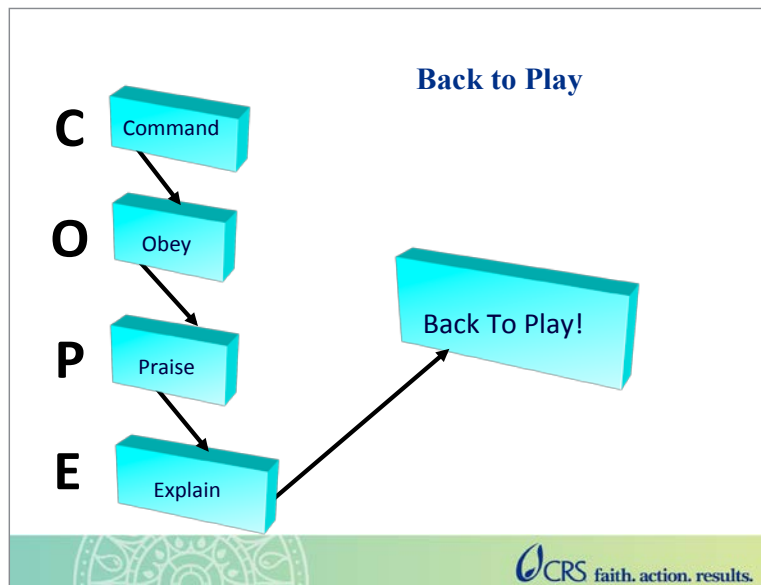 Back to Play
C
Command
O
Obey
P
Praise
E
Explain
Back To Play!
CRS faith. action. results.